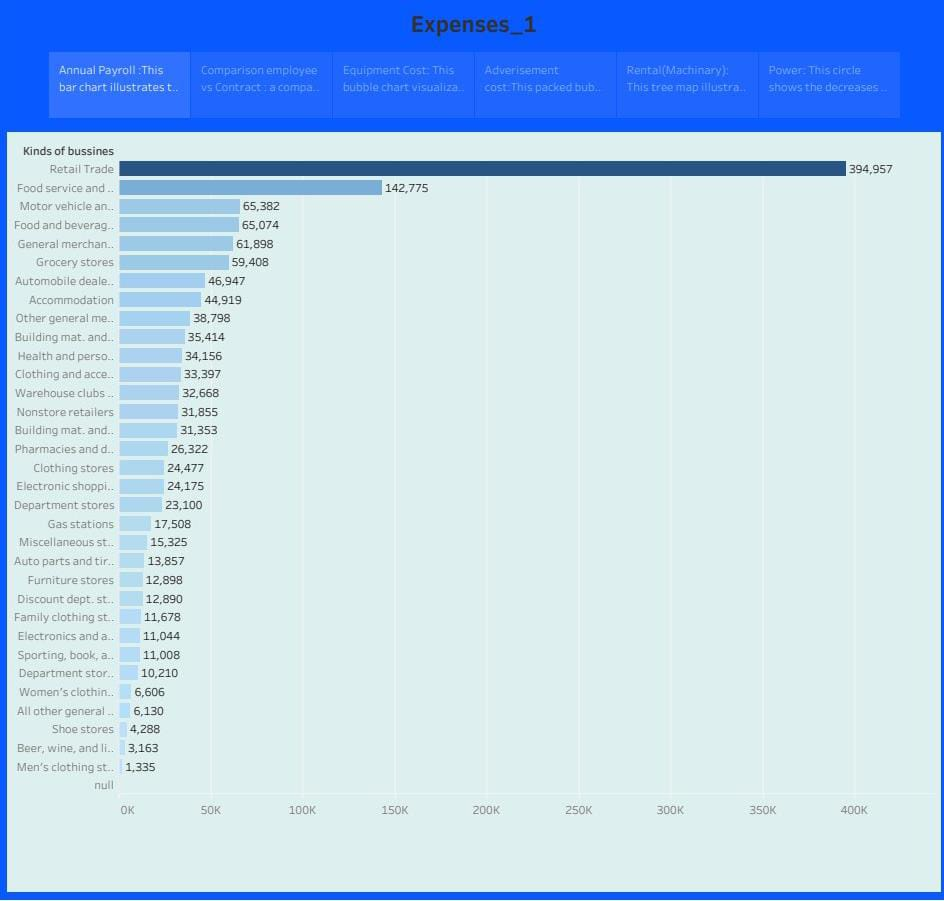 Expenses_1
Annual Payroll :This
bar chart illustrates t..
Comparison employee
vs Contract : a compa..
Equipment Cost: This
bubble chart visualiza..
Adverisement
cost:This packed bub..
Rental(Machinary):
This tree map illustra..
Power: This circle
shows the decreases ..
Kinds of bussines
Retail Trade 394,957
Food service and .. 142,775
Motor vehicle an.. 65,382
Food and beverag.. 65,074
General merchan.. 61,898
Grocery stores 59,408
Automobile deale.. 46,947
Accommodation 44,919
Other general me.. 38,798
Building mat. and.. 35,414
Health and perso.. 34,156
Clothing and acce.. 33,397
Warehouse clubs .. 32,668
Nonstore retailers 31,855
Building mat. and.. 31,353
Pharmacies and d.. 26,322
Clothing stores 24,477
Electronic shoppi.. 24,175
Department stores 23,100
Gas stations 17,508
Miscellaneous st.. 15,325
Auto parts and tir.. 13,857
Furniture stores 12,898
Discount dept. st.. 12,890
Family clothing st.. 11,678
Electronics and a.. 11,044
Sporting, book, a.. 11,008
Department stor.. 10,210
Women's clothin.. 6,606
All other general .. 6,130
Shoe stores 4,288
Beer, wine, and li.. 3,163
Men's clothing st.. 1,335
null
0K 50K 100K 150K 200K 250K 300K 350K 400K